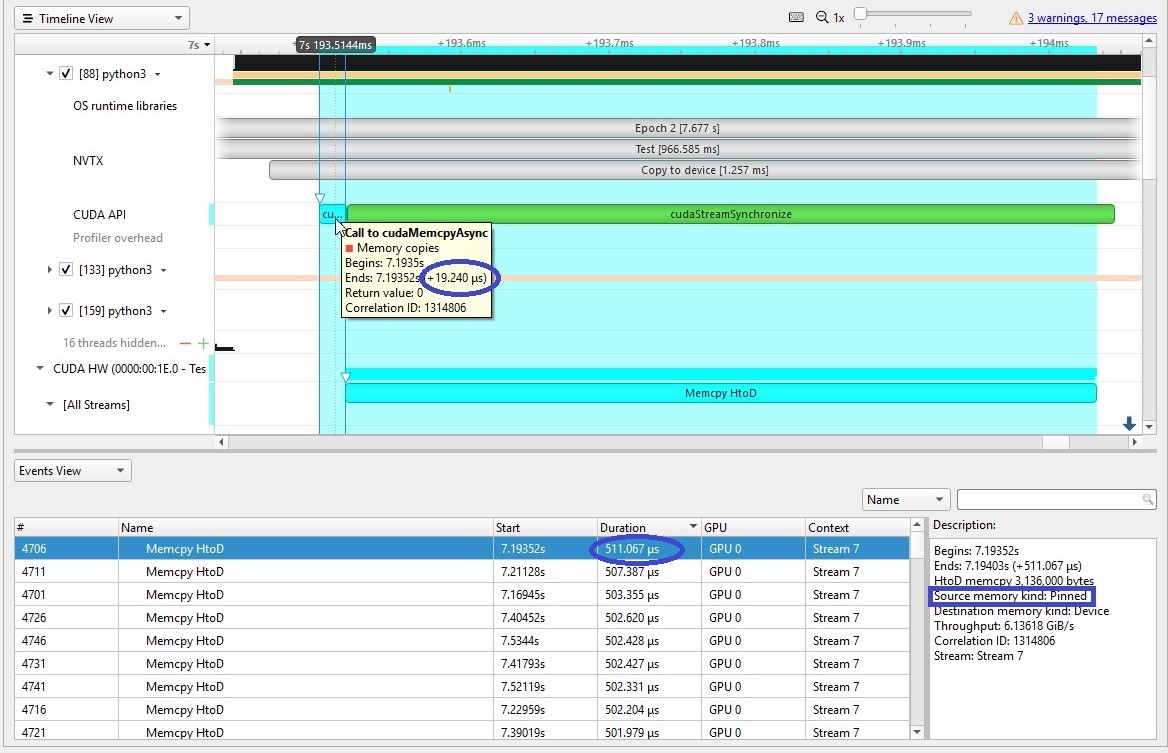 Timeline View
1x
3 warnings, 17 messages
7s
7s 193.5144ms
+193.6ms
+193.7ms
+193.8ms
+193.9ms
+194ms
[88] python3
OS runtime libraries
Epoch 2 [7.677 s]
Test [966.585 ms]
NVTX
Copy to device [1.257 ms]
CUDA API
cu...
cudaStreamSynchronize
Profiler overhead
Call to cudaMemcpyAsync
Memory copies
Begins: 7.1935s
Ends: 7.19352s (+19.240 µs)
Return value: 0
Correlation ID: 1314806
[133] python3
[159] python3
16 threads hidden...
CUDA HW (0000:00:1E.0 - Tes
Memcpy HtoD
[All Streams]
Events View
Name
# Name Start Duration GPU Context
4706 Memcpy HtoD 7.19352s 511.067 µs GPU 0 Stream 7
4711 Memcpy HtoD 7.21128s 507.387 µs GPU 0 Stream 7
4701 Memcpy HtoD 7.16945s 503.355 µs GPU 0 Stream 7
4726 Memcpy HtoD 7.40452s 502.620 µs GPU 0 Stream 7
4746 Memcpy HtoD 7.5344s 502.428 µs GPU 0 Stream 7
4731 Memcpy HtoD 7.41793s 502.427 µs GPU 0 Stream 7
4741 Memcpy HtoD 7.52119s 502.331 µs GPU 0 Stream 7
4716 Memcpy HtoD 7.22959s 502.204 µs GPU 0 Stream 7
4721 Memcpy HtoD 7.39019s 501.979 µs GPU 0 Stream 7
Description:
Begins: 7.19352s
Ends: 7.19403s (+511.067 µs)
HtoD memcpy 3,136,000 bytes
Source memory kind: Pinned
Destination memory kind: Device
Throughput: 6.13618 GiB/s
Correlation ID: 1314806
Stream: Stream 7